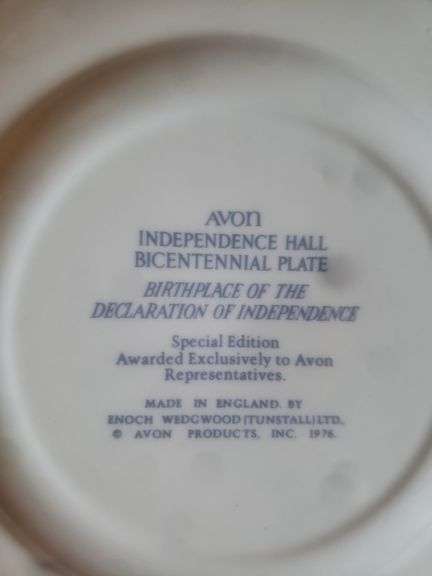 AVON
INDEPENDENCE HALL
BICENTENNIAL PLATE
BIRTHPLACE OF THE
DECLARATION OF INDEPENDENCE
Special Edition
Awarded Exclusively to Avon
Representatives.
MADE IN ENGLAND BY
ENOCH WEDGWOOD (TUNSTALL) LTD.
© AVON PRODUCTS, INC. 1976.